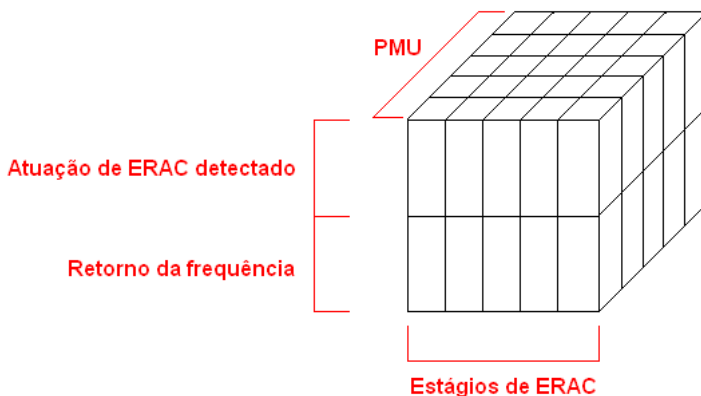 PMU
Atuação de ERAC detectado
Retorno da frequência
Estágios de ERAC